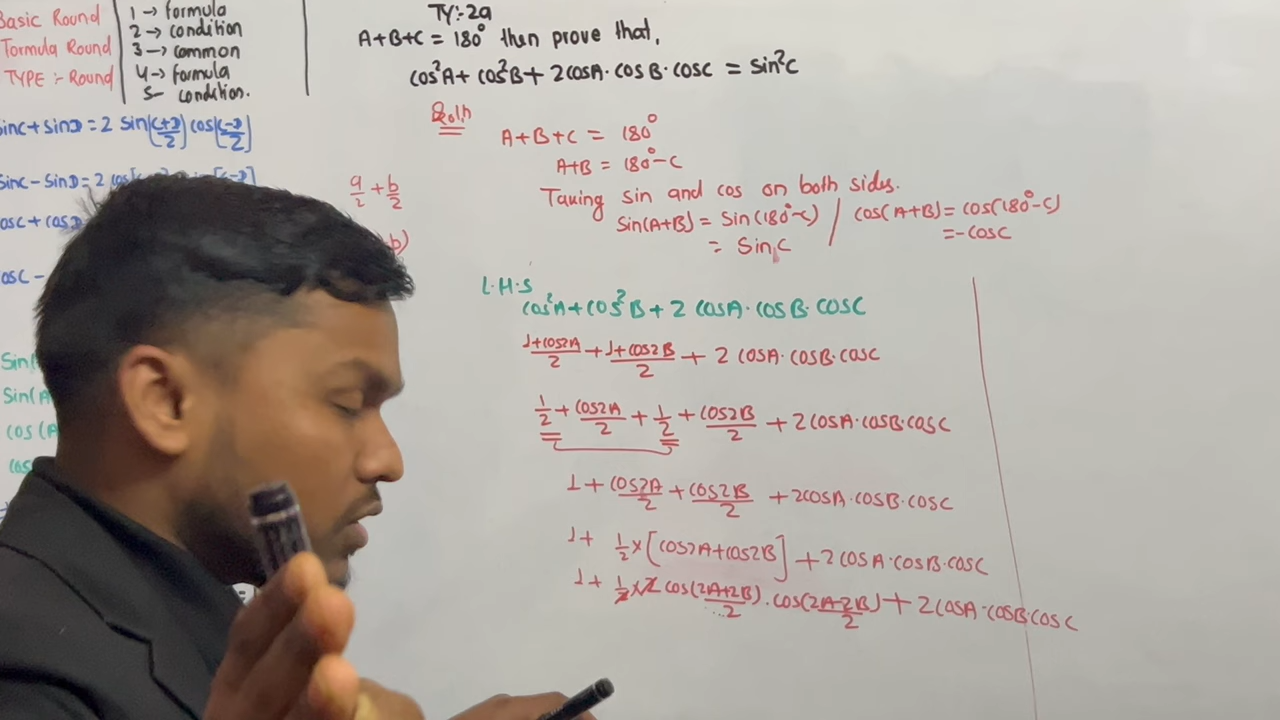 Basic Round
Formula Round
TYPE :- Round
1 → formula
2 → condition
3 → common
4 → formula
5 - condition.
TY:-2a
A+B+C = 180° then prove that,
cos²A + cos²B + 2cosA·cosB·cosC = sin²C
sinC + sinD = 2 sin(C+D)/2 cos(C-D)/2
sinC - sinD = 2
cosC + cosD
cosC -
Sin(
Sin(A
cos(A
cos
a/2 + b/2
b)
Soln
A+B+C = 180°
A+B = 180°-C
Taking sin and cos on both sides.
Sin(A+B) = Sin(180°-C) / cos(A+B) = cos(180°-C)
= Sin C
= -cosC
L.H.S
cos²A + cos²B + 2 cosA·cosB·cosC
(1+cos2A)/2 + (1+cos2B)/2 + 2 cosA·cosB·cosC
1/2 + cos2A/2 + 1/2 + cos2B/2 + 2cosA·cosB·cosC
1 + cos2A/2 + cos2B/2 + 2cosA·cosB·cosC
1 + 1/2 × [cos2A + cos2B] + 2cosA·cosB·cosC
1 + 1/2 × 2 cos(2A+2B)/2 . cos(2A-2B)/2 + 2cosA·cosB·cosC